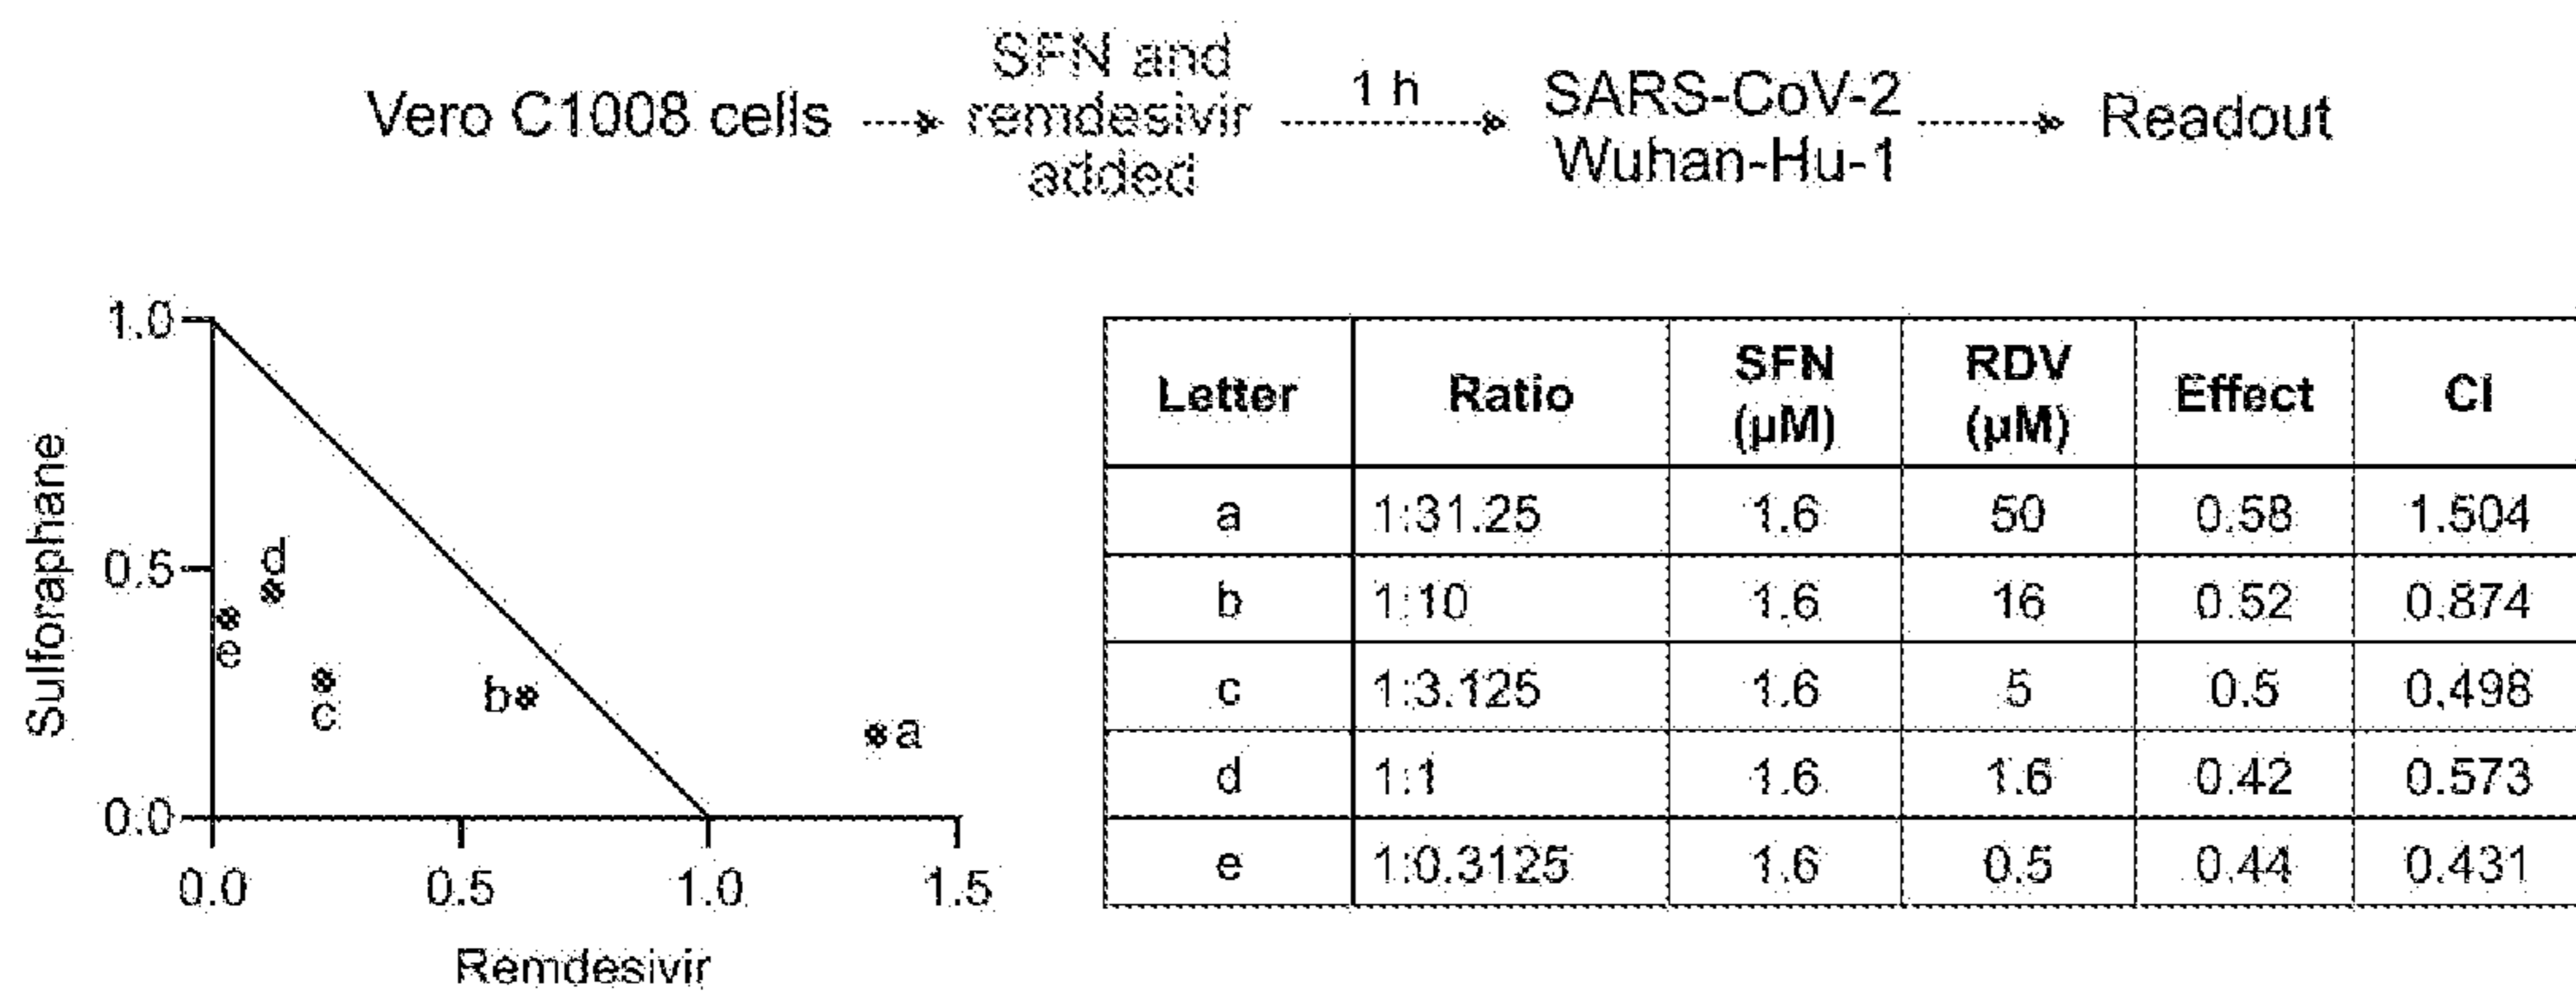 SFN and
Vero C1008 cells remdesivir 1 h SARS-CoV-2 Readout
added Wuhan-Hu-1
1.0
0.5
0.0
Sulforaphane
d
e
c
b
a
0.0 0.5 1.0 1.5
Remdesivir
Letter Ratio SFN (µM) RDV (µM) Effect CI
a 1:31.25 1.6 50 0.58 1.504
b 1:10 1.6 16 0.52 0.874
c 1:3.125 1.6 5 0.5 0.498
d 1:1 1.6 1.6 0.42 0.573
e 1:0.3125 1.6 0.5 0.44 0.431